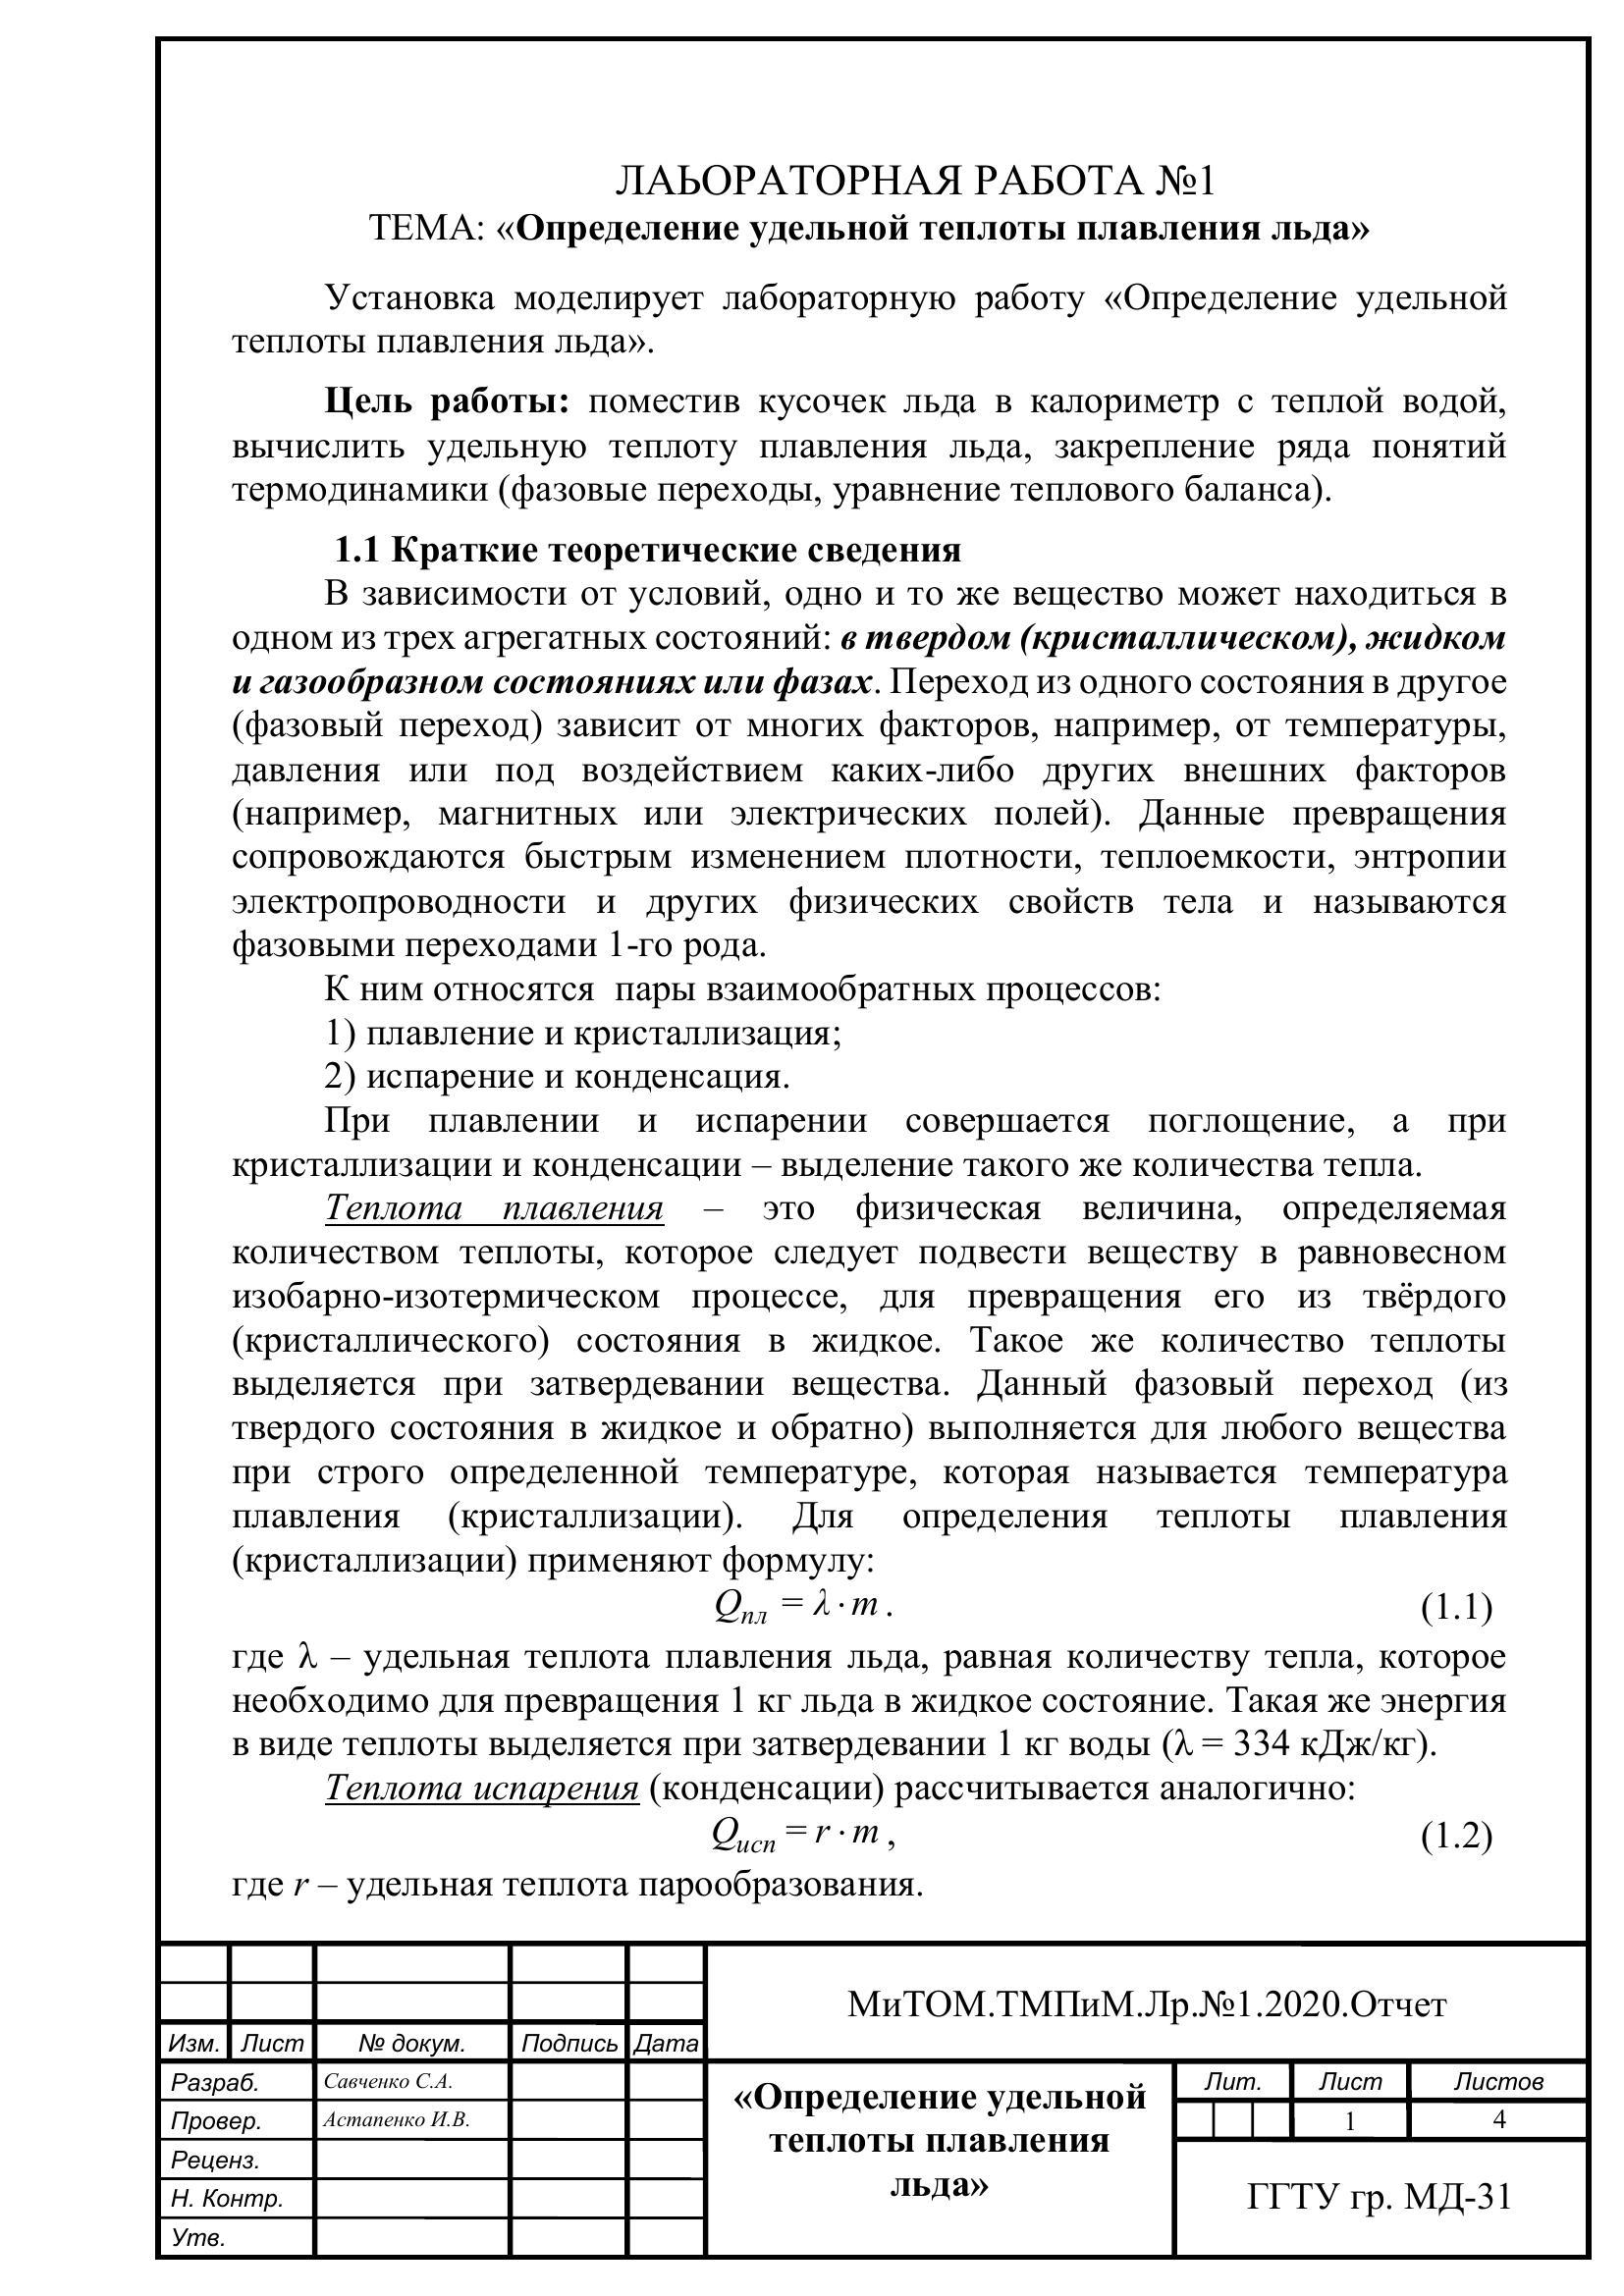 ЛАЬОРАТОРНАЯ РАБОТА №1
ТЕМА: «Определение удельной теплоты плавления льда»
Установка моделирует лабораторную работу «Определение удельной
теплоты плавления льда».
Цель работы: поместив кусочек льда в калориметр с теплой водой,
вычислить удельную теплоту плавления льда, закрепление ряда понятий
термодинамики (фазовые переходы, уравнение теплового баланса).
1.1 Краткие теоретические сведения
В зависимости от условий, одно и то же вещество может находиться в
одном из трех агрегатных состояний: в твердом (кристаллическом), жидком
и газообразном состояниях или фазах. Переход из одного состояния в другое
(фазовый переход) зависит от многих факторов, например, от температуры,
давления или под воздействием каких-либо других внешних факторов
(например, магнитных или электрических полей). Данные превращения
сопровождаются быстрым изменением плотности, теплоемкости, энтропии
электропроводности и других физических свойств тела и называются
фазовыми переходами 1-го рода.
К ним относятся пары взаимообратных процессов:
1) плавление и кристаллизация;
2) испарение и конденсация.
При плавлении и испарении совершается поглощение, а при
кристаллизации и конденсации – выделение такого же количества тепла.
Теплота плавления – это физическая величина, определяемая
количеством теплоты, которое следует подвести веществу в равновесном
изобарно-изотермическом процессе, для превращения его из твёрдого
(кристаллического) состояния в жидкое. Такое же количество теплоты
выделяется при затвердевании вещества. Данный фазовый переход (из
твердого состояния в жидкое и обратно) выполняется для любого вещества
при строго определенной температуре, которая называется температура
плавления (кристаллизации). Для определения теплоты плавления
(кристаллизации) применяют формулу:
Qпл = λ · m . (1.1)
где λ – удельная теплота плавления льда, равная количеству тепла, которое
необходимо для превращения 1 кг льда в жидкое состояние. Такая же энергия
в виде теплоты выделяется при затвердевании 1 кг воды (λ = 334 кДж/кг).
Теплота испарения (конденсации) рассчитывается аналогично:
Qисп = r · m , (1.2)
где r – удельная теплота парообразования.
МиТОМ.ТМПиМ.Лр.№1.2020.Отчет
Изм. Лист № докум. Подпись Дата
Разраб. Савченко С.А.
Провер. Астапенко И.В.
Реценз.
Н. Контр.
Утв.
«Определение удельной
теплоты плавления
льда»
Лит. Лист Листов
1 4
ГГТУ гр. МД-31